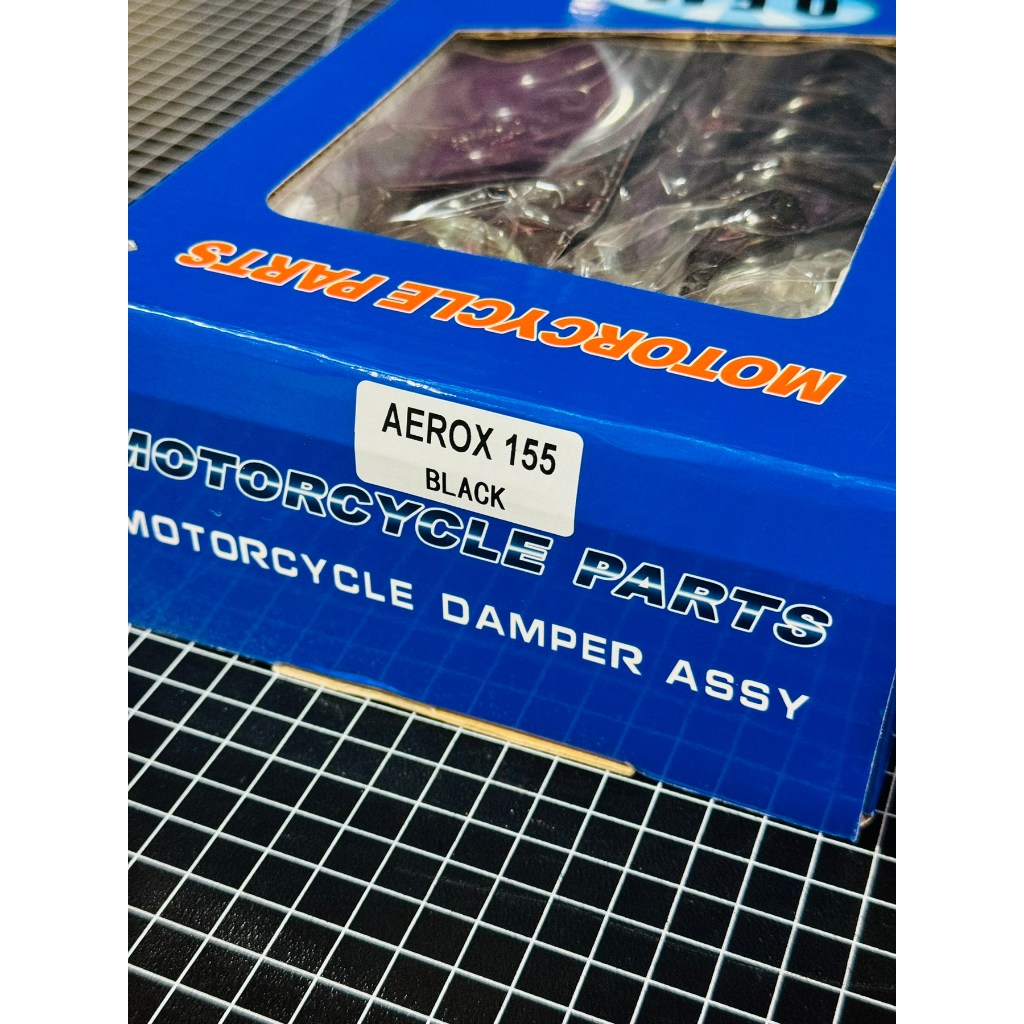 MOTORCYCLE PARTS
AEROX 155
BLACK
MOTORCYCLE PARTS
MOTORCYCLE DAMPER ASSY